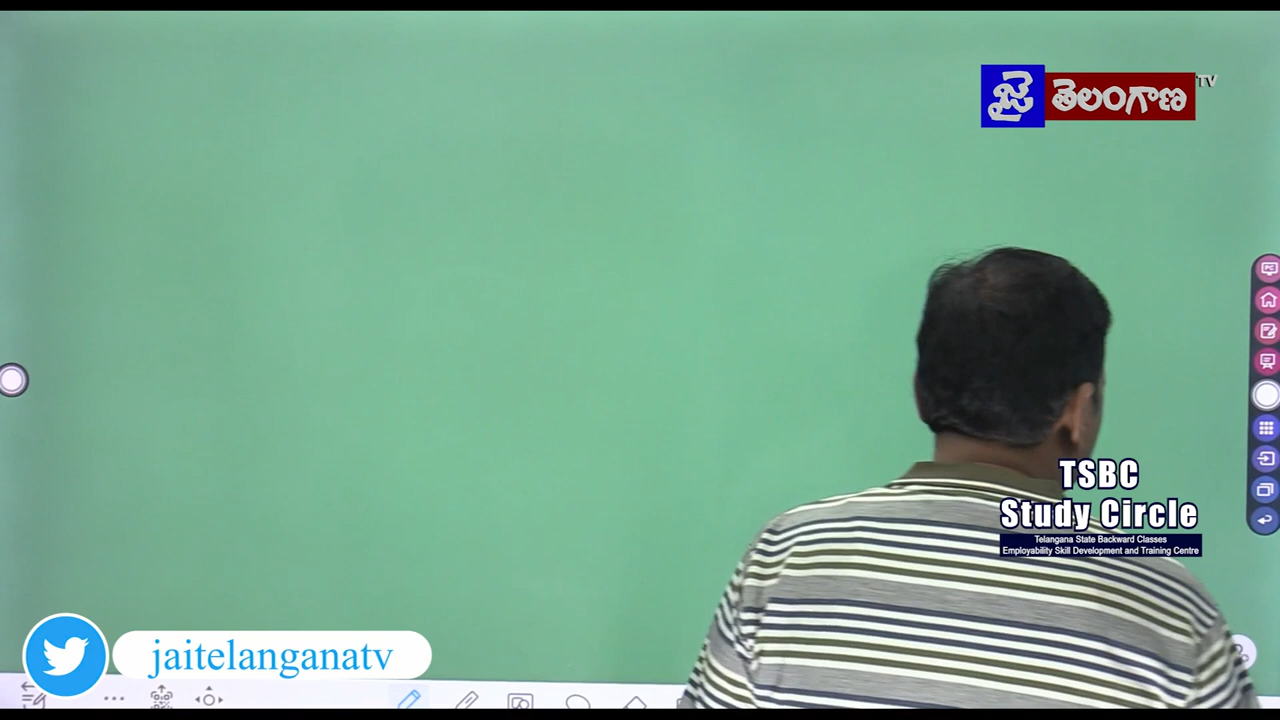 జై తెలంగాణ TV
TSBC
Study Circle
Telangana State Backward Classes
Employability Skill Development and Training Centre
jaitelanganatv